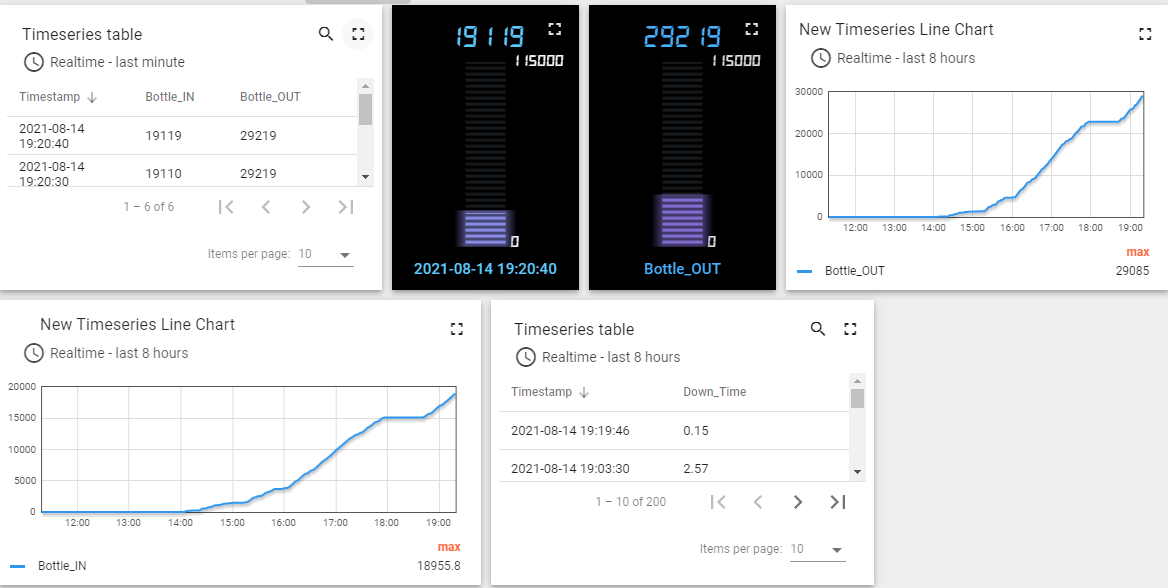 Timeseries table
Realtime - last minute
Timestamp Bottle_IN Bottle_OUT
2021-08-14 19:20:40 19119 29219
2021-08-14 19:20:30 19110 29219
1 – 6 of 6
Items per page: 10
19119
115000
0
2021-08-14 19:20:40
29219
115000
0
Bottle_OUT
New Timeseries Line Chart
Realtime - last 8 hours
30000
20000
10000
0
12:00 13:00 14:00 15:00 16:00 17:00 18:00 19:00
max
Bottle_OUT 29085
New Timeseries Line Chart
Realtime - last 8 hours
20000
15000
10000
5000
0
12:00 13:00 14:00 15:00 16:00 17:00 18:00 19:00
max
Bottle_IN 18955.8
Timeseries table
Realtime - last 8 hours
Timestamp Down_Time
2021-08-14 19:19:46 0.15
2021-08-14 19:03:30 2.57
1 – 10 of 200
Items per page: 10